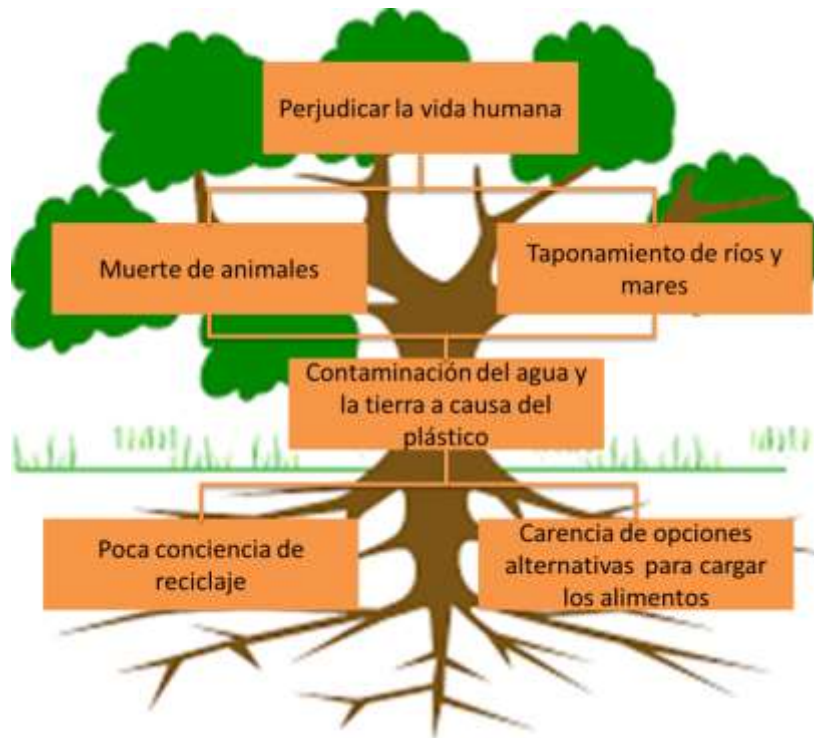 Perjudicar la vida humana
Muerte de animales
Taponamiento de ríos y
mares
Contaminación del agua y
la tierra a causa del
plástico
Poca conciencia de
reciclaje
Carencia de opciones
alternativas para cargar
los alimentos